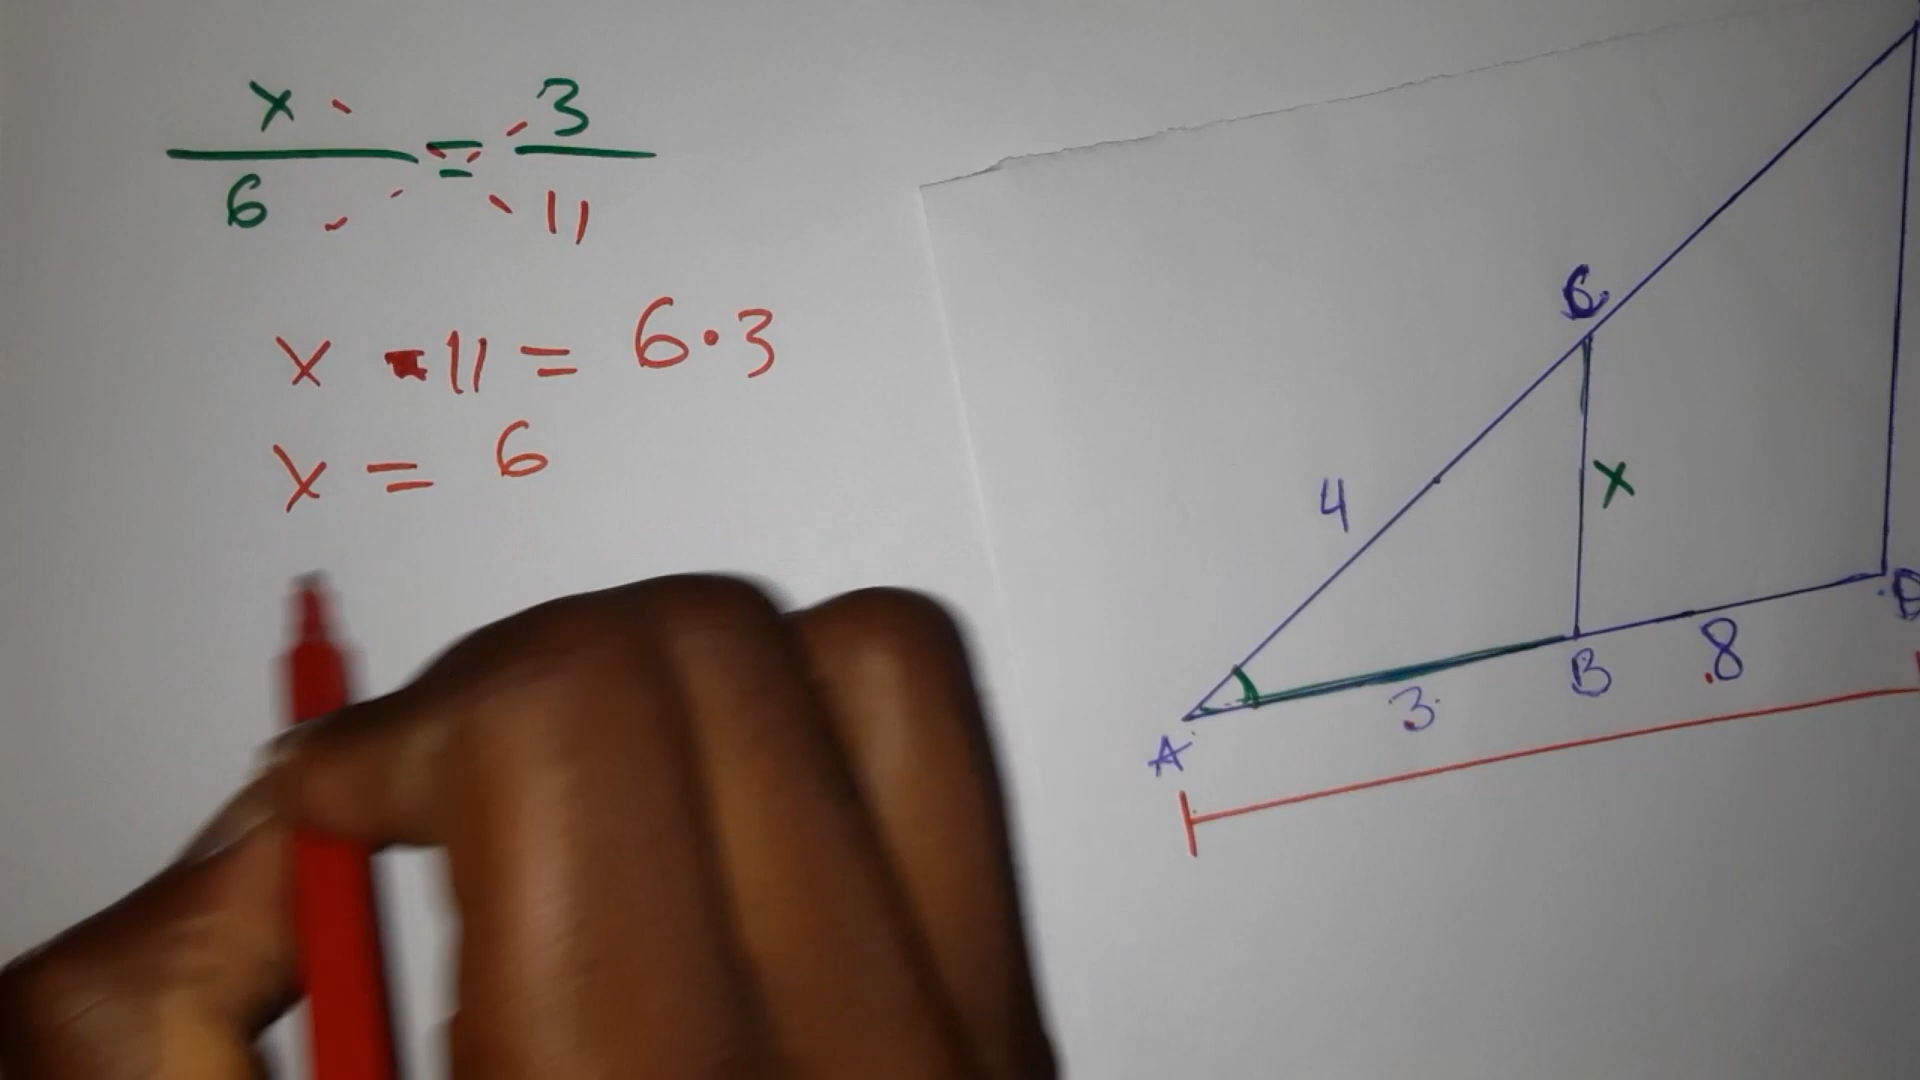 x/6 = 3/11
x · 11 = 6·3
x = 6
C
4
x
D
B
8
3
A